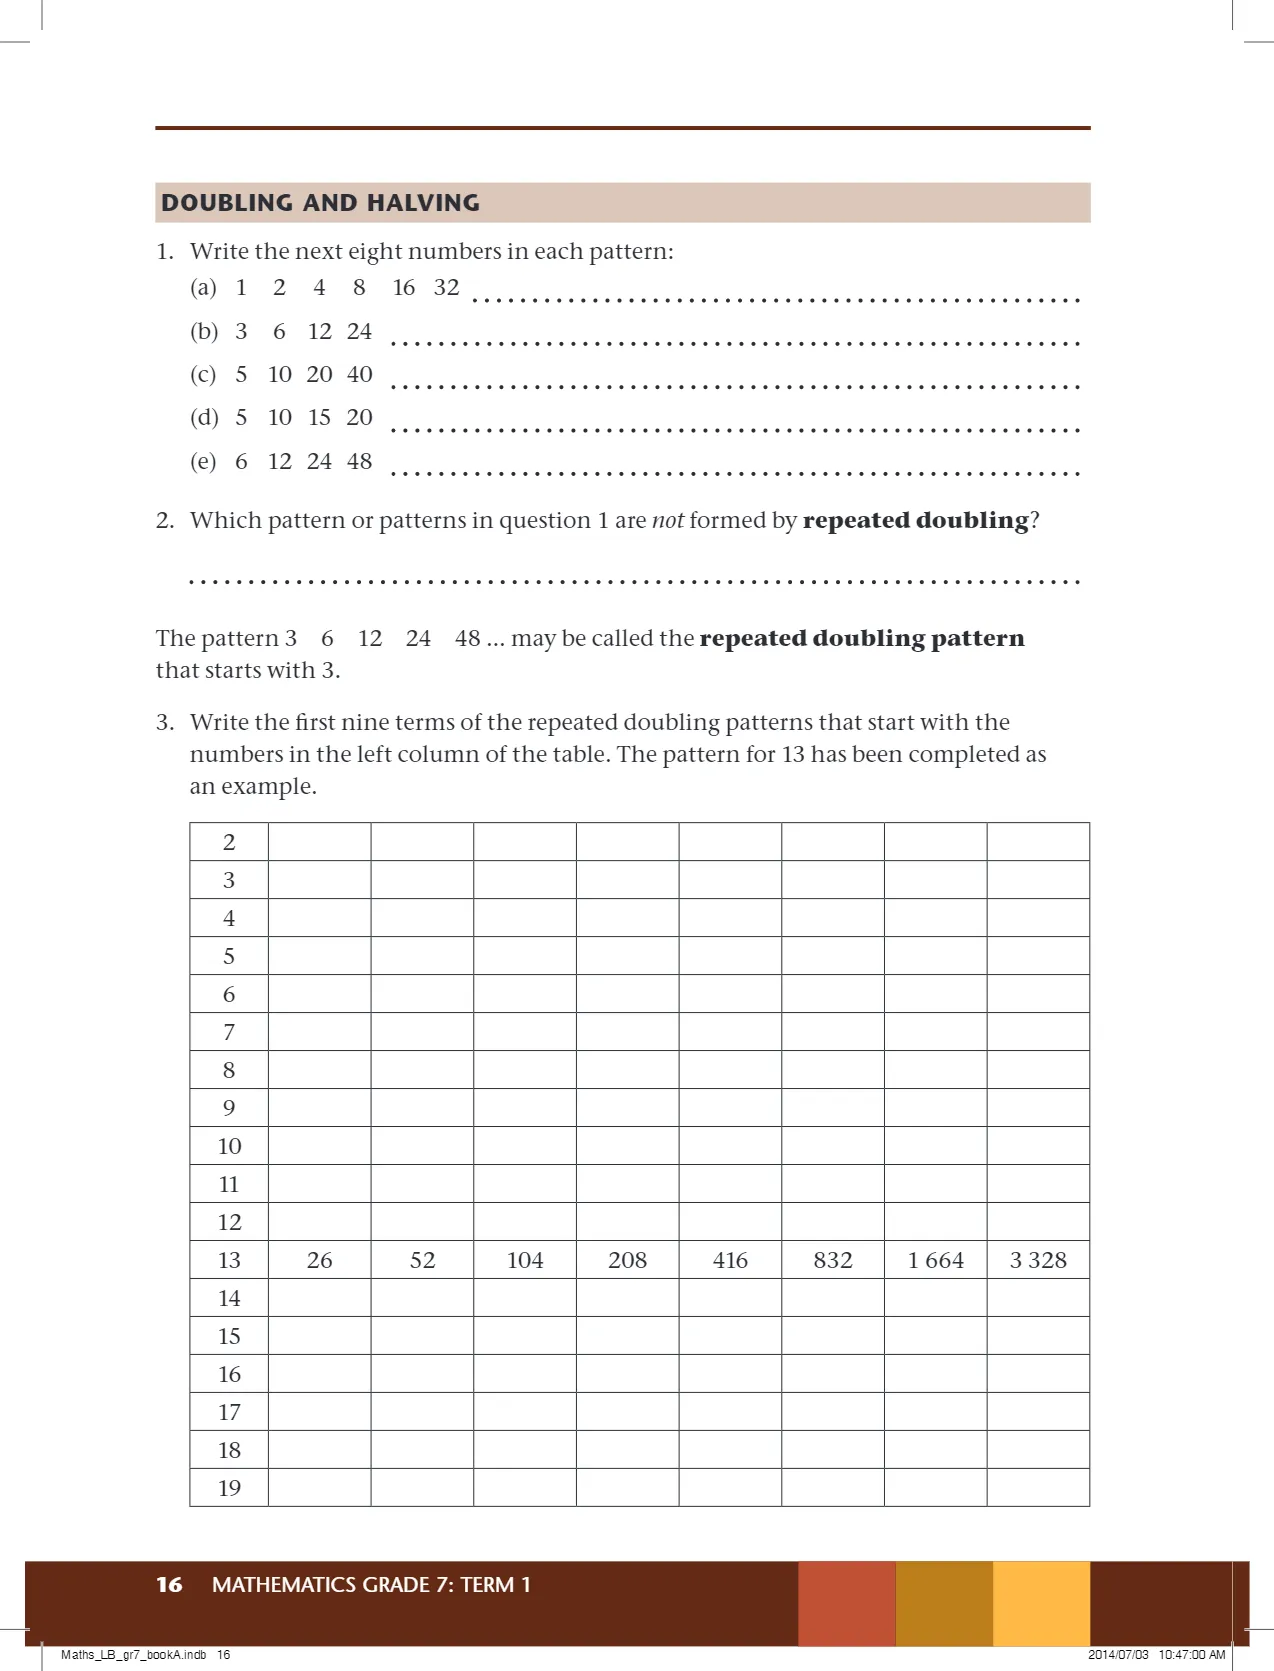 DOUBLING AND HALVING
1. Write the next eight numbers in each pattern:
(a) 1 2 4 8 16 32 ..................................................
(b) 3 6 12 24 .........................................................
(c) 5 10 20 40 .........................................................
(d) 5 10 15 20 .........................................................
(e) 6 12 24 48 .........................................................
2. Which pattern or patterns in question 1 are not formed by repeated doubling?
..........................................................................
The pattern 3 6 12 24 48 ... may be called the repeated doubling pattern
that starts with 3.
3. Write the first nine terms of the repeated doubling patterns that start with the
numbers in the left column of the table. The pattern for 13 has been completed as
an example.
2
3
4
5
6
7
8
9
10
11
12
13 26 52 104 208 416 832 1 664 3 328
14
15
16
17
18
19
16 MATHEMATICS GRADE 7: TERM 1
Maths_LB_gr7_bookA.indb 16 2014/07/03 10:47:00 AM